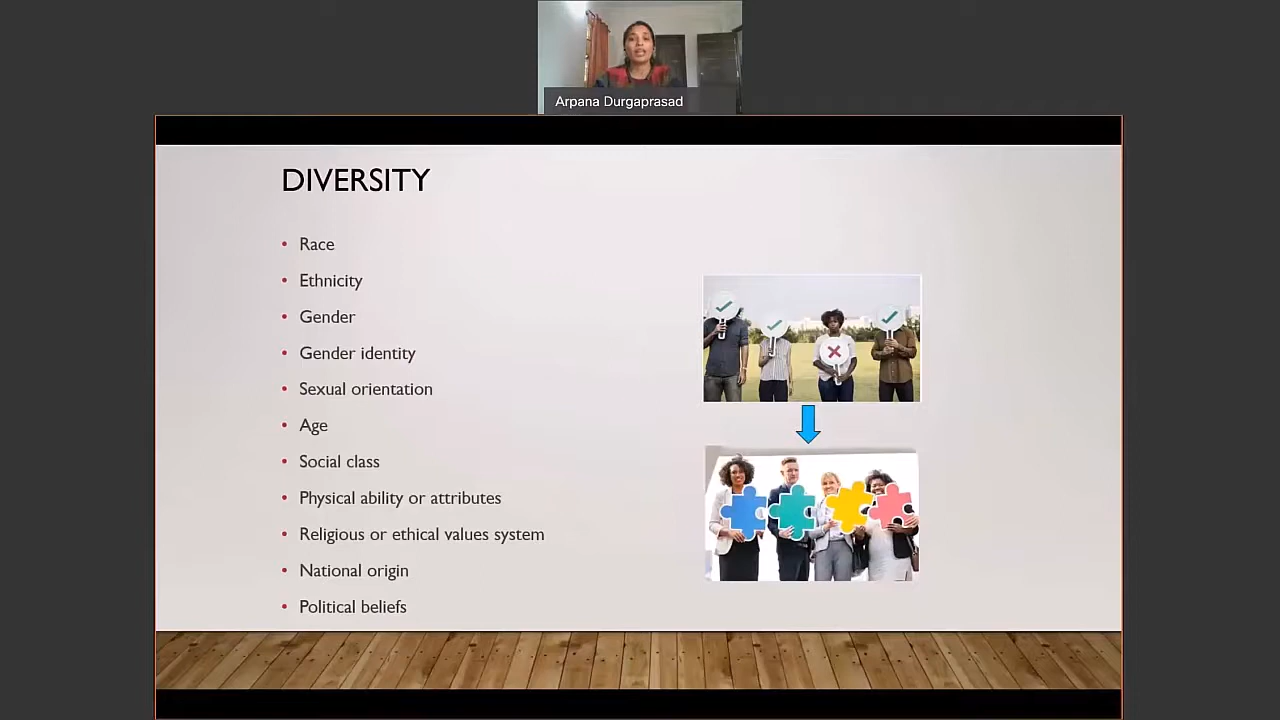 Arpana Durgaprasad
DIVERSITY
• Race
• Ethnicity
• Gender
• Gender identity
• Sexual orientation
• Age
• Social class
• Physical ability or attributes
• Religious or ethical values system
• National origin
• Political beliefs